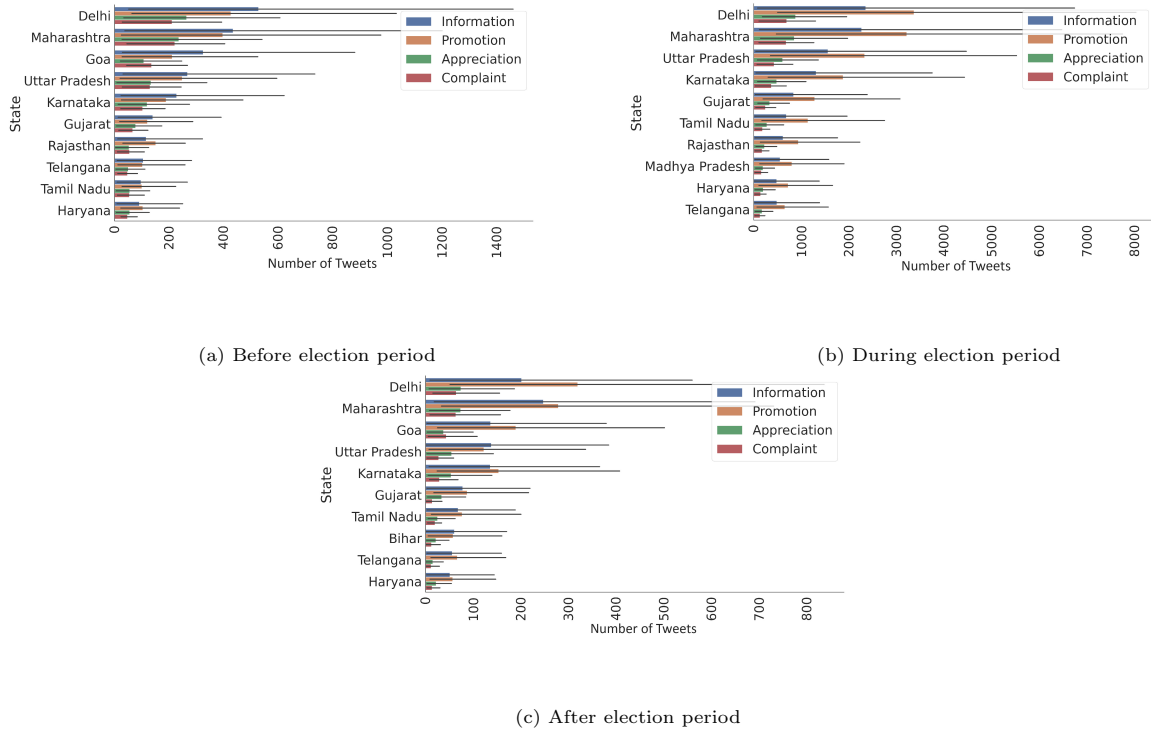 Delhi
Maharashtra
Goa
Uttar Pradesh
Karnataka
Gujarat
Rajasthan
Telangana
Tamil Nadu
Haryana
State
0 200 400 600 800 1000 1200 1400
Number of Tweets
Information
Promotion
Appreciation
Complaint
(a) Before election period
Delhi
Maharashtra
Uttar Pradesh
Karnataka
Gujarat
Tamil Nadu
Rajasthan
Madhya Pradesh
Haryana
Telangana
State
0 1000 2000 3000 4000 5000 6000 7000 8000
Number of Tweets
Information
Promotion
Appreciation
Complaint
(b) During election period
Delhi
Maharashtra
Goa
Uttar Pradesh
Karnataka
Gujarat
Tamil Nadu
Bihar
Telangana
Haryana
State
0 100 200 300 400 500 600 700 800
Number of Tweets
Information
Promotion
Appreciation
Complaint
(c) After election period